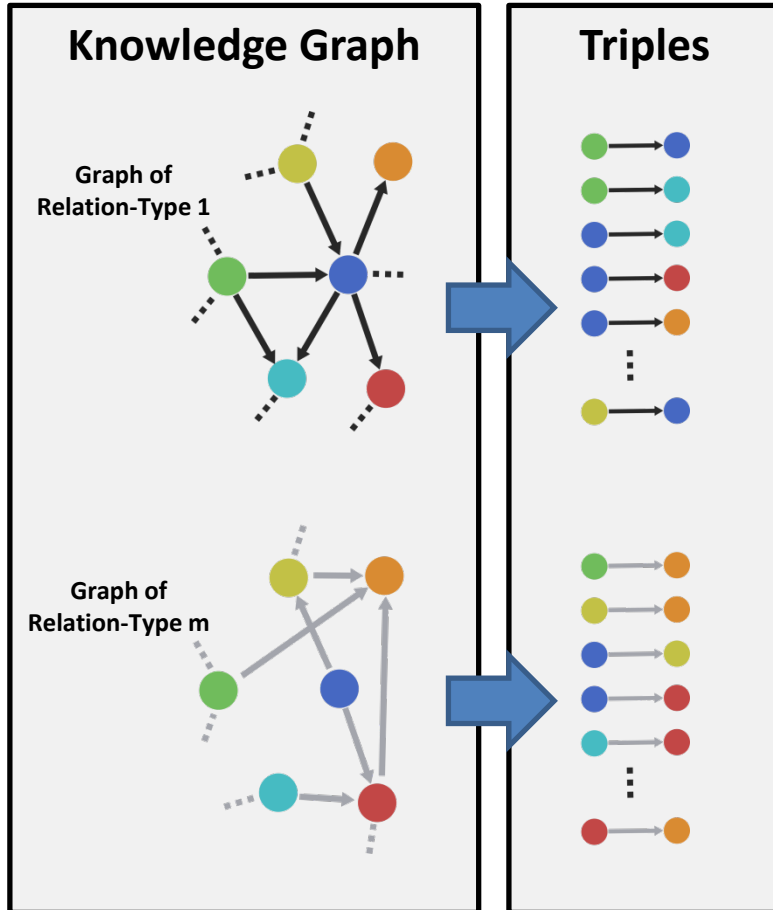 Knowledge Graph
Triples
Graph of
Relation-Type 1
Graph of
Relation-Type m